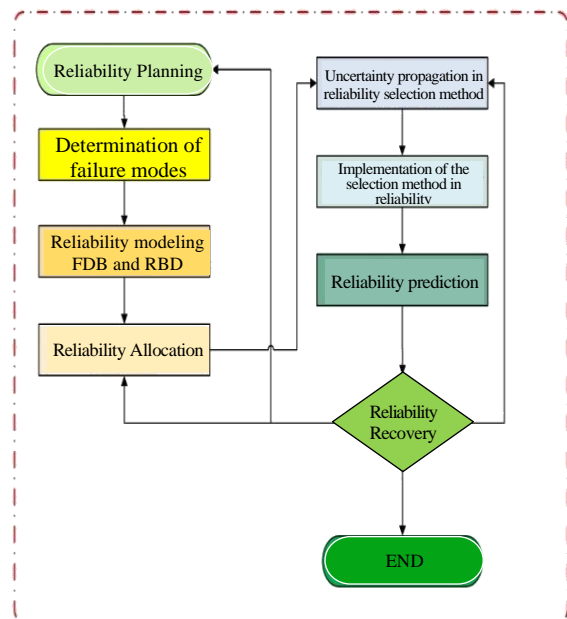 Reliability Planning
Determination of
failure modes
Reliability modeling
FDB and RBD
Reliability Allocation
Uncertainty propagation in
reliability selection method
Implementation of the
selection method in
reliability
Reliability prediction
Reliability
Recovery
END